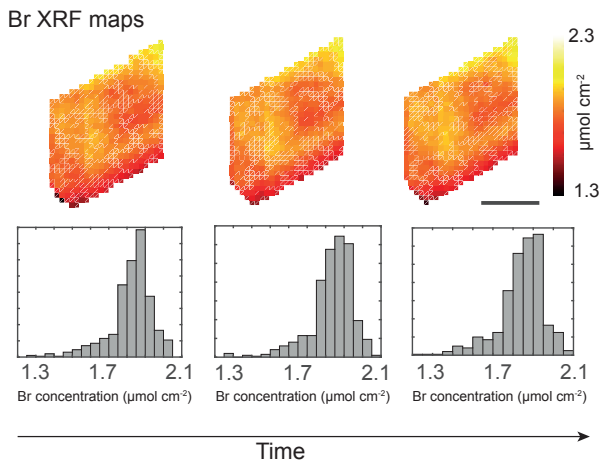 Br XRF maps
2.3
µmol cm⁻²
1.3
1.3 1.7 2.1
Br concentration (µmol cm⁻²)
1.3 1.7 2.1
Br concentration (µmol cm⁻²)
1.3 1.7 2.1
Br concentration (µmol cm⁻²)
Time